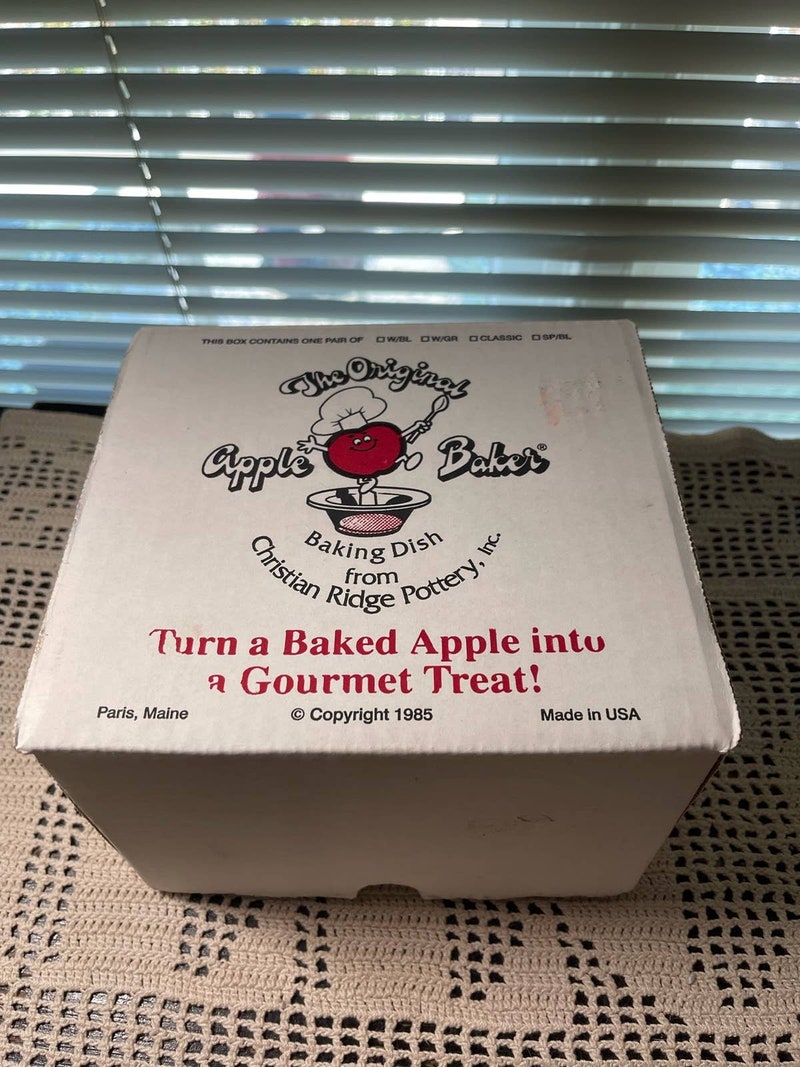 THIS BOX CONTAINS ONE PAIR OF □ W/BL □ W/GR □ CLASSIC □ SP/BL
The Original
Apple Baker®
Baking Dish
from
Christian Ridge Pottery, Inc.
Turn a Baked Apple into
a Gourmet Treat!
Paris, Maine © Copyright 1985 Made in USA